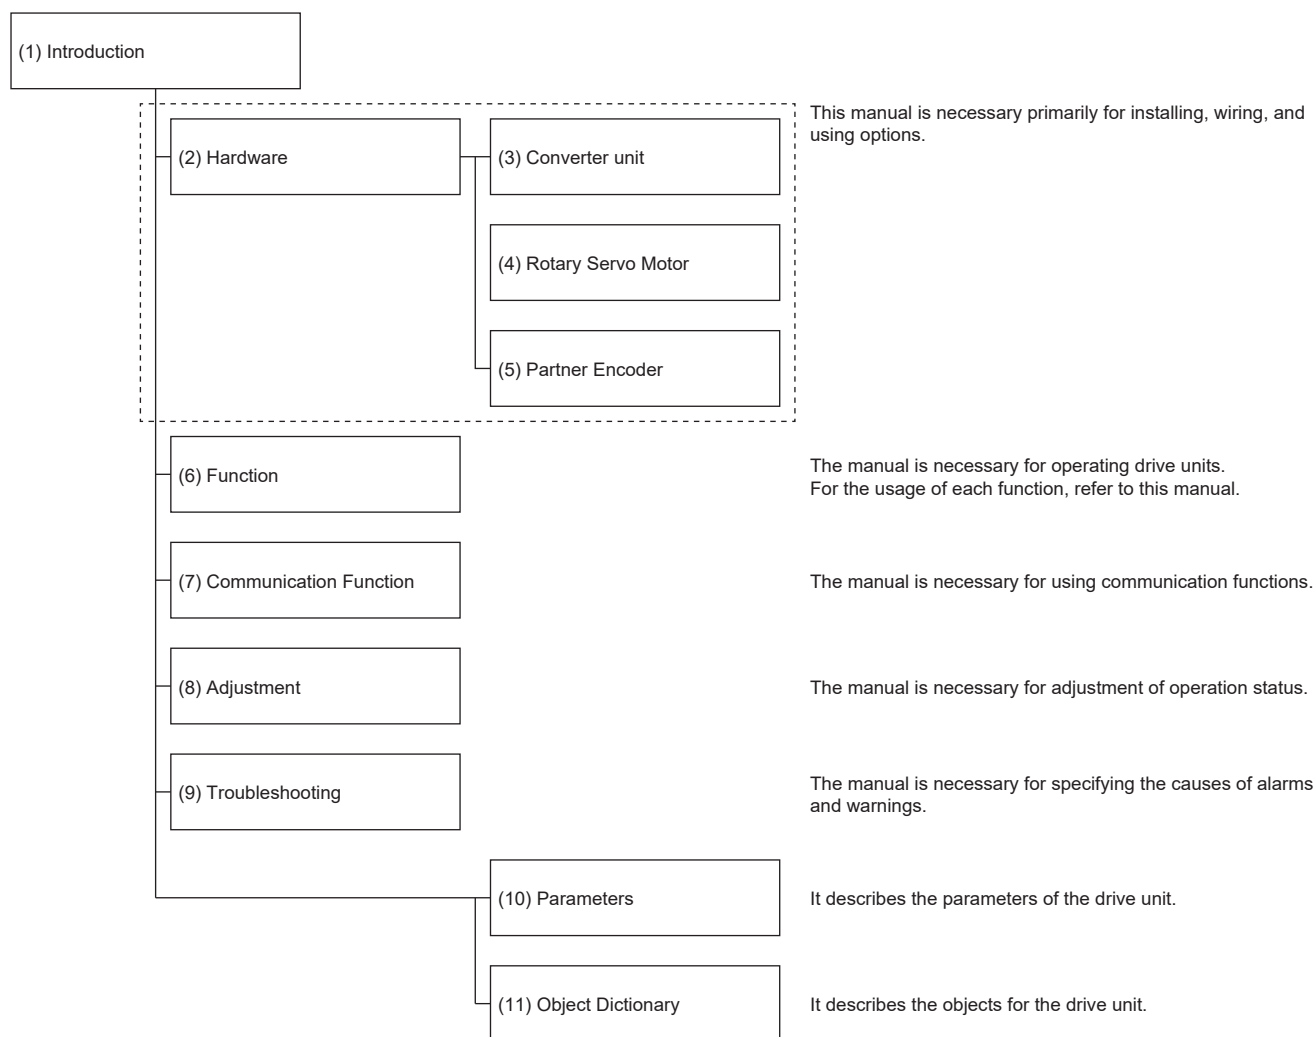 (1) Introduction
This manual is necessary primarily for installing, wiring, and
using options.
(2) Hardware
(3) Converter unit
(4) Rotary Servo Motor
(5) Partner Encoder
(6) Function
The manual is necessary for operating drive units.
For the usage of each function, refer to this manual.
(7) Communication Function
The manual is necessary for using communication functions.
(8) Adjustment
The manual is necessary for adjustment of operation status.
(9) Troubleshooting
The manual is necessary for specifying the causes of alarms
and warnings.
(10) Parameters
It describes the parameters of the drive unit.
(11) Object Dictionary
It describes the objects for the drive unit.